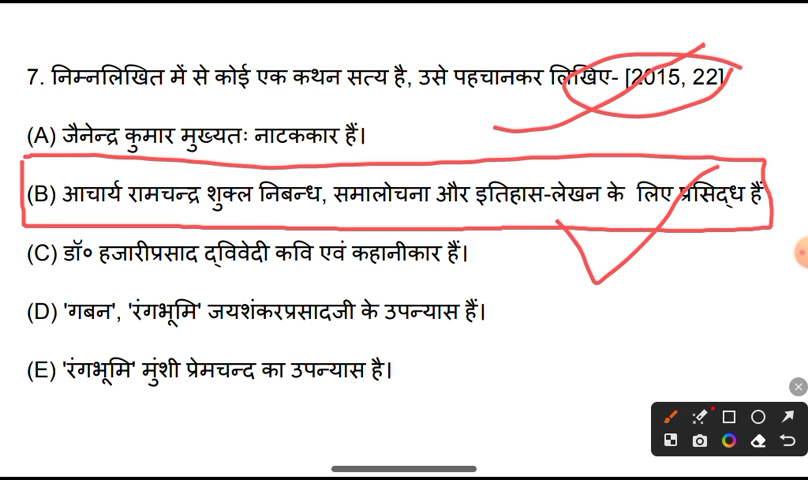 7. निम्नलिखित में से कोई एक कथन सत्य है, उसे पहचानकर लिखिए- [2015, 22]
(A) जैनेन्द्र कुमार मुख्यतः नाटककार हैं।
(B) आचार्य रामचन्द्र शुक्ल निबन्ध, समालोचना और इतिहास-लेखन के लिए प्रसिद्ध हैं
(C) डॉ० हजारीप्रसाद द्विवेदी कवि एवं कहानीकार हैं।
(D) 'गबन', 'रंगभूमि' जयशंकरप्रसादजी के उपन्यास हैं।
(E) 'रंगभूमि' मुंशी प्रेमचन्द का उपन्यास है।